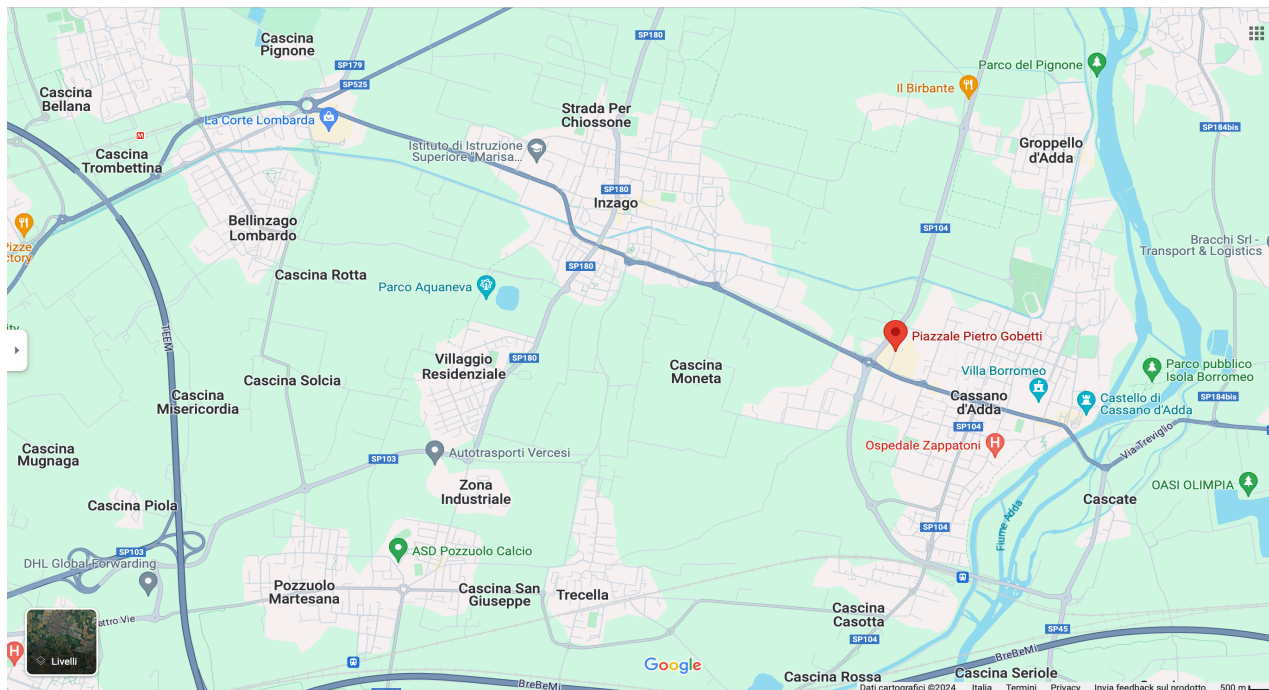 Cascina
Pignone
SP180
SP179
SP525
Parco del Pignone
Il Birbante
Cascina
Bellana
La Corte Lombarda
Strada Per
Chiossone
SP184bis
Cascina
Trombettina
Istituto di Istruzione
Superiore "Marisa...
Groppello
d'Adda
SP180
Inzago
Bellinzago
Lombardo
SP104
Pizze
ctory
Bracchi Srl -
Transport & Logistics
Cascina Rotta
SP180
Parco Aquaneva
ity
TEEM
Piazzale Pietro Gobetti
Villaggio
Residenziale
SP180
Cascina
Moneta
Villa Borromeo
Parco pubblico
Isola Borromeo
Cascina Solcia
Cascina
Misericordia
Cassano
d'Adda
Castello di
Cassano d'Adda
SP184bis
SP104
Via Treviglio
Cascina
Mugnaga
SP103
Autotrasporti Vercesi
Ospedale Zappatoni
Zona
Industriale
Cascate
OASI OLIMPIA
Cascina Piola
Fiume Adda
SP104
SP103
DHL Global Forwarding
ASD Pozzuolo Calcio
Pozzuolo
Martesana
Cascina San
Giuseppe
Trecella
Cascina
Casotta
attro Vie
SP104
SP45
Livelli
Google
BreBeMi
BreBeMi
Cascina Rossa
Cascina Seriole
Dati cartografici ©2024 Italia Termini Privacy Invia feedback sul prodotto 500 m